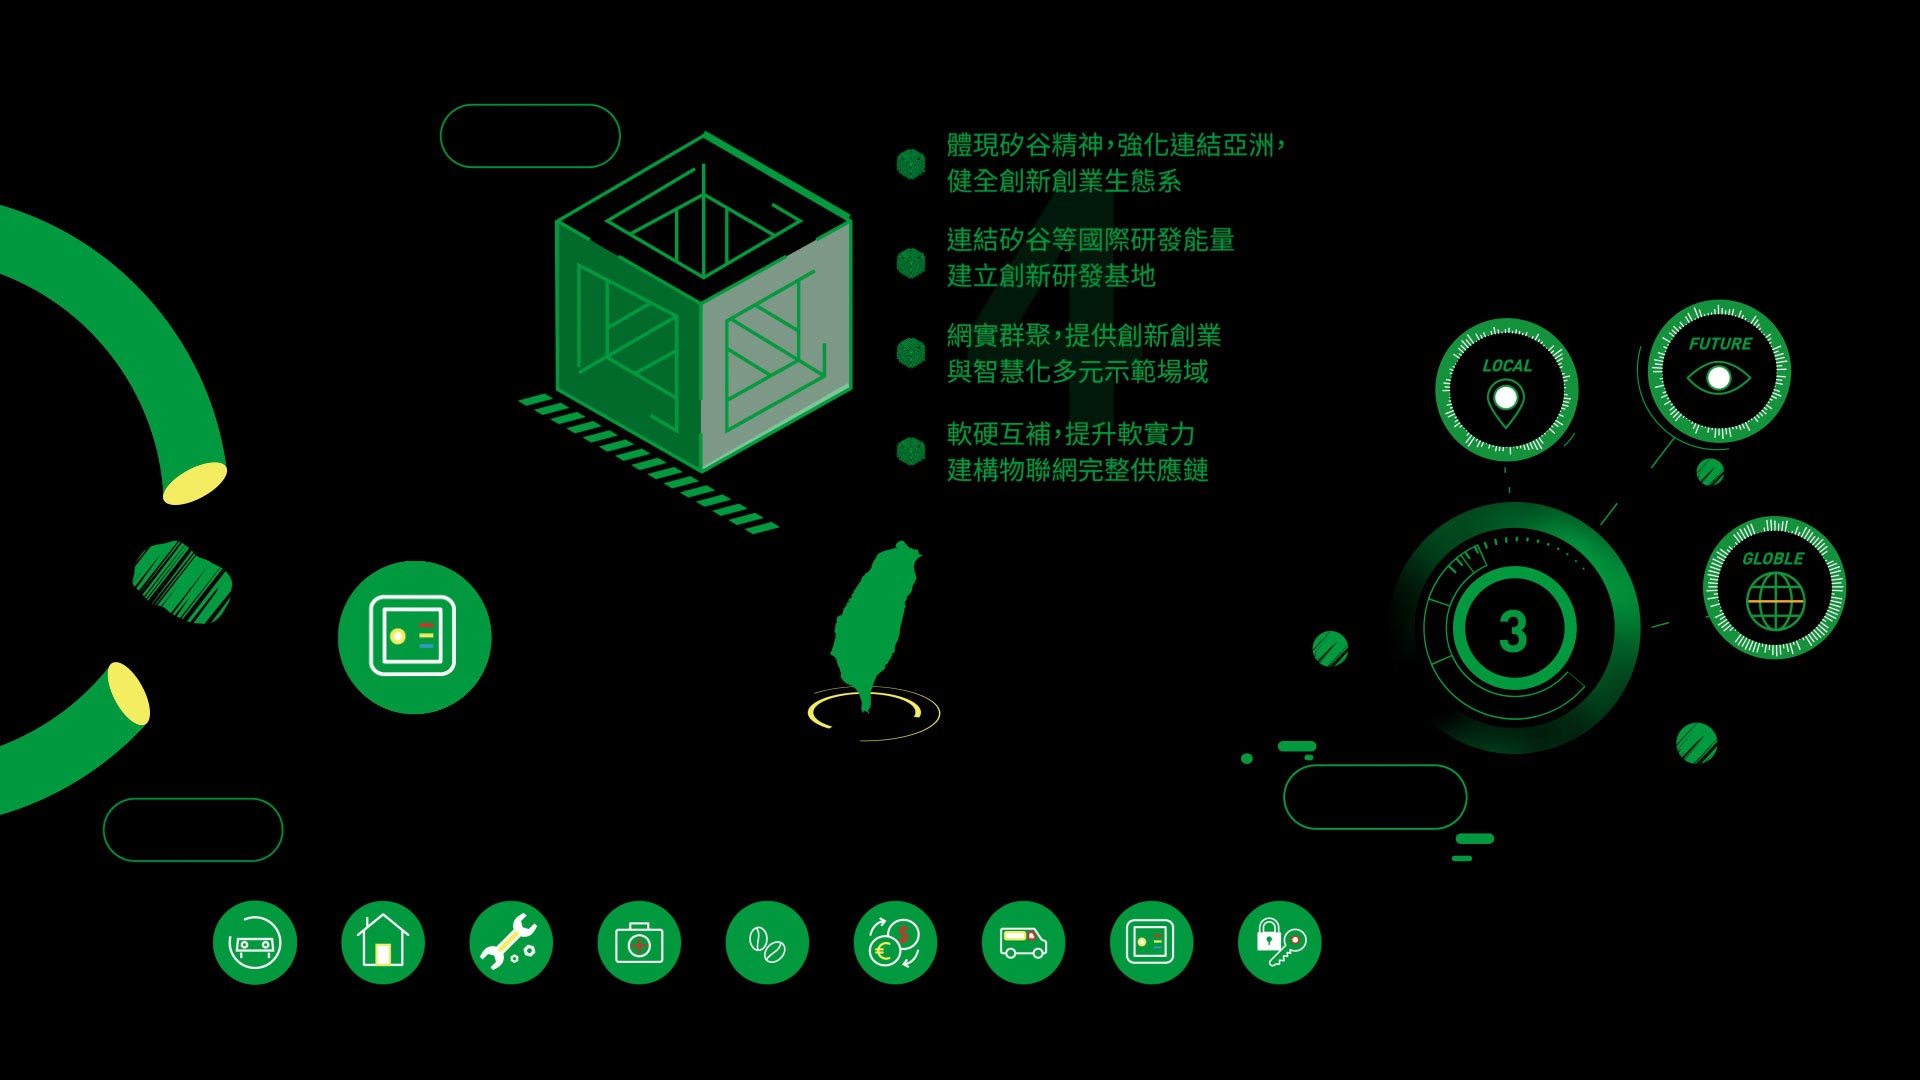 體現矽谷精神，強化連結亞洲，
健全創新創業生態系
連結矽谷等國際研發能量
建立創新研發基地
網實群聚，提供創新創業
與智慧化多元示範場域
軟硬互補，提升軟實力
建構物聯網完整供應鏈
4
LOCAL
FUTURE
GLOBLE
3
$
€